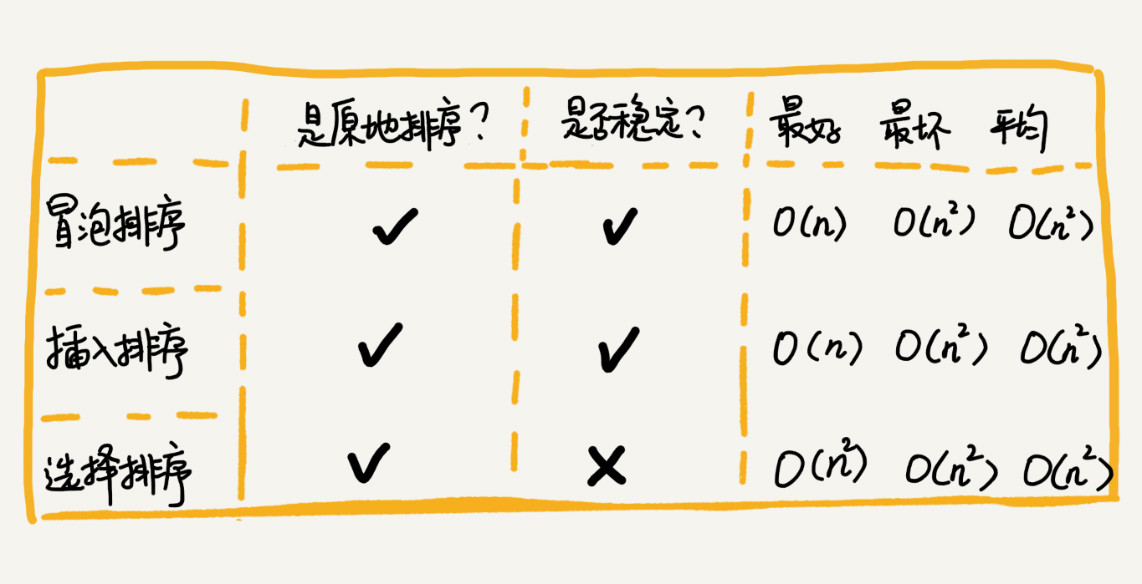 是原地排序? 是否稳定? 最好 最坏 平均
冒泡排序 ✓ ✓ O(n) O(n²) O(n²)
插入排序 ✓ ✓ O(n) O(n²) O(n²)
选择排序 ✓ ✗ O(n²) O(n²) O(n²)